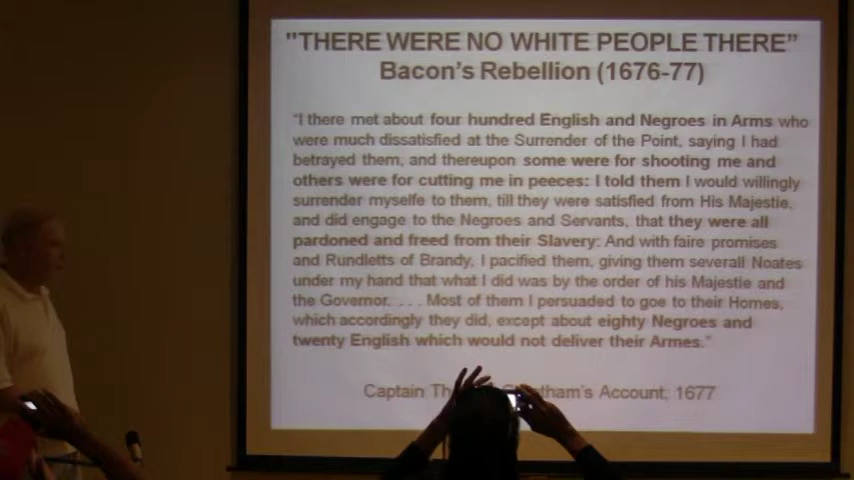 "THERE WERE NO WHITE PEOPLE THERE”
Bacon's Rebellion (1676-77)
“I there met about four hundred English and Negroes in Arms who
were much dissatisfied at the Surrender of the Point, saying I had
betrayed them, and thereupon some were for shooting me and
others were for cutting me in peeces: I told them I would willingly
surrender myselfe to them, till they were satisfied from His Majestie,
and did engage to the Negroes and Servants, that they were all
pardoned and freed from their Slavery: And with faire promises
and Rundletts of Brandy, I pacified them, giving them severall Noates
under my hand that what I did was by the order of his Majestie and
the Governor. . . . Most of them I persuaded to goe to their Homes,
which accordingly they did, except about eighty Negroes and
twenty English which would not deliver their Armes.”
Captain Account, 1677